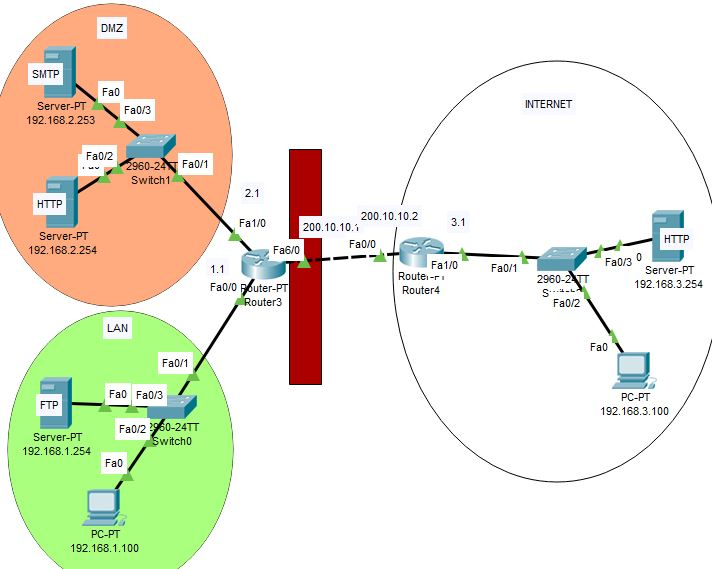 DMZ
SMTP
Fa0
Fa0/3
Server-PT
192.168.2.253
Fa0/2
Fa0/1
2960-24TT
Switch1
HTTP
Server-PT
192.168.2.254
2.1
Fa1/0
1.1
Fa0/0
Fa6/0
Router-PT
Router3
200.10.10.1
200.10.10.2
Fa0/0
INTERNET
3.1
Fa1/0
Router4
Fa0/1
2960-24TT
Fa0/2
Fa0/3
0
HTTP
Server-PT
192.168.3.254
Fa0
PC-PT
192.168.3.100
LAN
Fa0/1
FTP
Fa0
Fa0/3
Server-PT
192.168.1.254
Fa0/2
2960-24TT
Switch0
Fa0
PC-PT
192.168.1.100